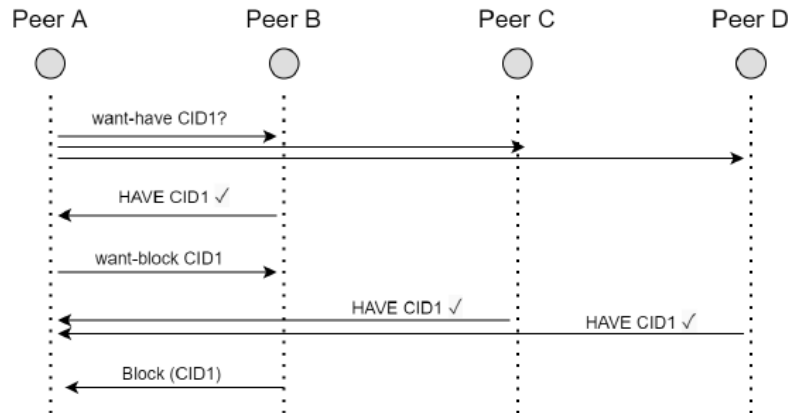 Peer A
Peer B
Peer C
Peer D
want-have CID1?
HAVE CID1 ✓
want-block CID1
HAVE CID1 ✓
HAVE CID1 ✓
Block (CID1)